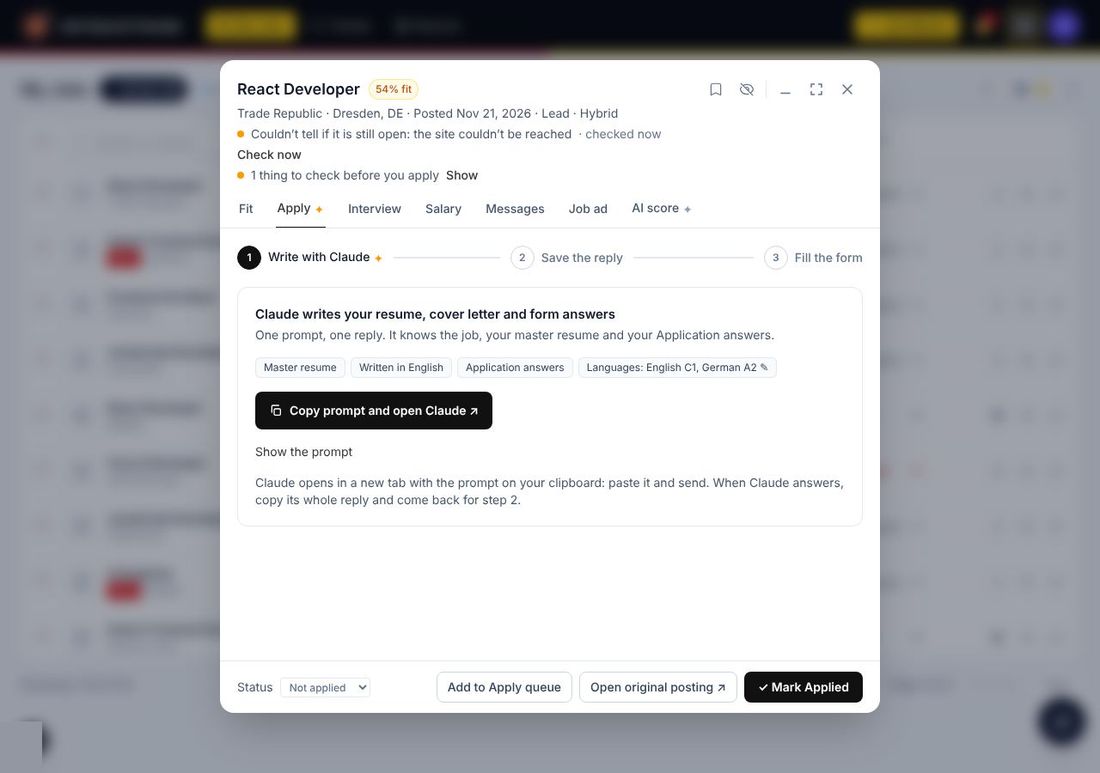 React Developer 54% fit
Trade Republic · Dresden, DE · Posted Nov 21, 2026 · Lead · Hybrid
Couldn't tell if it is still open: the site couldn't be reached · checked now
Check now
1 thing to check before you apply Show
Fit Apply Interview Salary Messages Job ad AI score
1 Write with Claude 2 Save the reply 3 Fill the form
Claude writes your resume, cover letter and form answers
One prompt, one reply. It knows the job, your master resume and your Application answers.
Master resume Written in English Application answers Languages: English C1, German A2 ✎
Copy prompt and open Claude ↗
Show the prompt
Claude opens in a new tab with the prompt on your clipboard: paste it and send. When Claude answers,
copy its whole reply and come back for step 2.
Status Not applied Add to Apply queue Open original posting ↗ ✓ Mark Applied